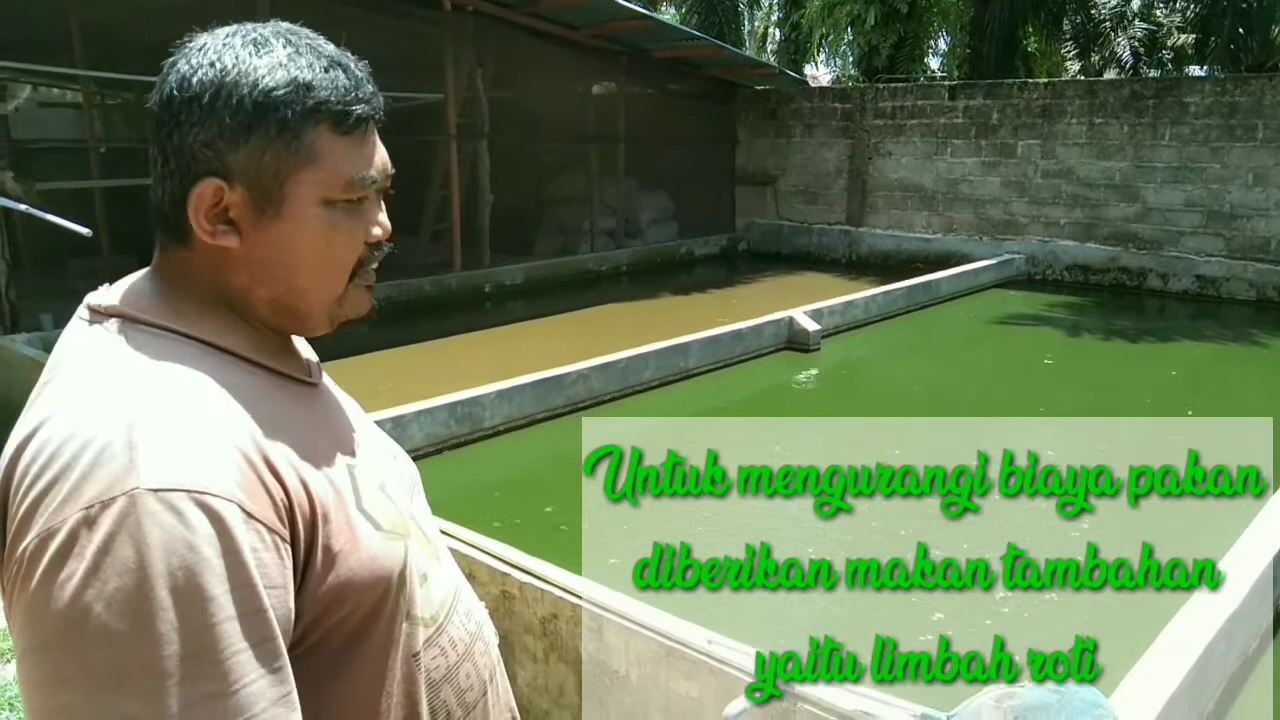 Untuk mengurangi biaya pakan
diberikan makan tambahan
yaitu limbah roti